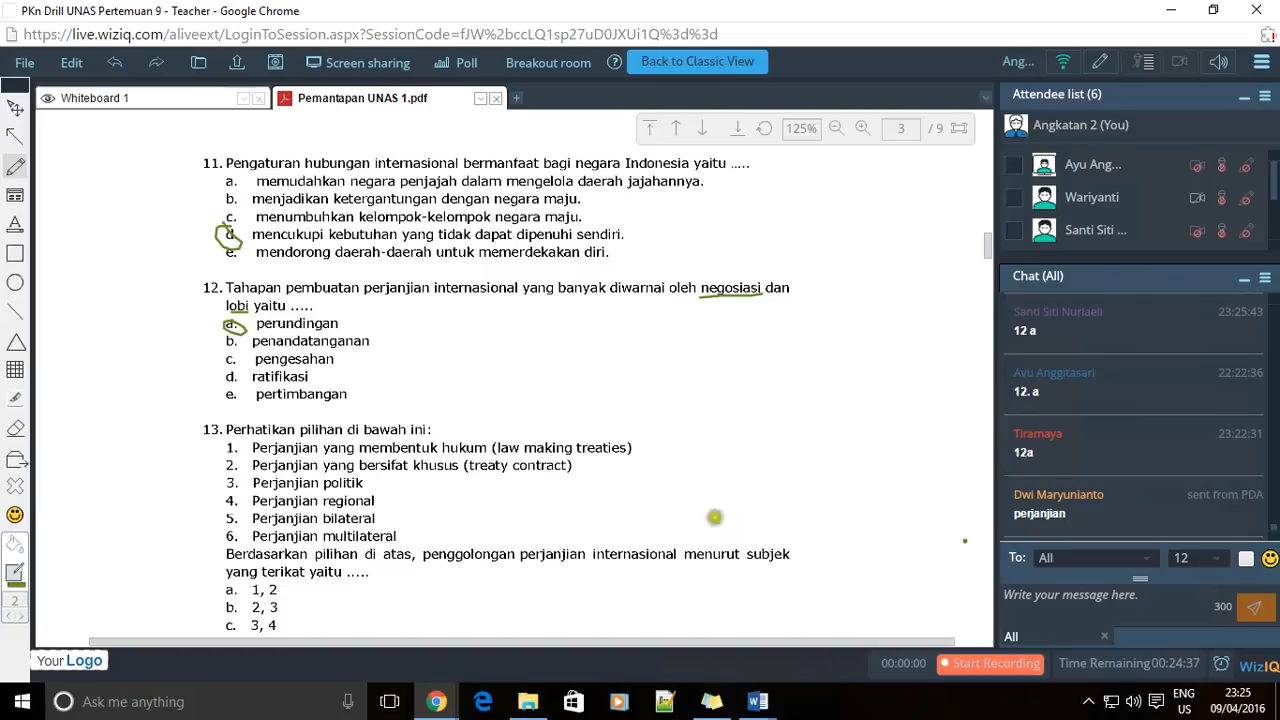 PKn Drill UNAS Pertemuan 9 - Teacher - Google Chrome
https://live.wiziq.com/aliveext/LoginToSession.aspx?SessionCode=fJW%2bccLQ1sp27uD0JXUi1Q%3d%3d
File Edit Screen sharing Poll Breakout room ? Back to Classic View Ang...
Whiteboard 1 Pemantapan UNAS 1.pdf
125% 3 / 9
11. Pengaturan hubungan internasional bermanfaat bagi negara Indonesia yaitu .....
a. memudahkan negara penjajah dalam mengelola daerah jajahannya.
b. menjadikan ketergantungan dengan negara maju.
c. menumbuhkan kelompok-kelompok negara maju.
d. mencukupi kebutuhan yang tidak dapat dipenuhi sendiri.
e. mendorong daerah-daerah untuk memerdekakan diri.
12. Tahapan pembuatan perjanjian internasional yang banyak diwarnai oleh negosiasi dan
lobi yaitu .....
a. perundingan
b. penandatanganan
c. pengesahan
d. ratifikasi
e. pertimbangan
13. Perhatikan pilihan di bawah ini:
1. Perjanjian yang membentuk hukum (law making treaties)
2. Perjanjian yang bersifat khusus (treaty contract)
3. Perjanjian politik
4. Perjanjian regional
5. Perjanjian bilateral
6. Perjanjian multilateral
Berdasarkan pilihan di atas, penggolongan perjanjian internasional menurut subjek
yang terikat yaitu .....
a. 1, 2
b. 2, 3
c. 3, 4
2
Attendee list (6)
Angkatan 2 (You)
Ayu Ang...
Wariyanti
Santi Siti ...
Chat (All)
Santi Siti Nuriaeli 23:25:43
12 a
Ayu Anggitasari 22:22:36
12. a
Tiramaya 23:22:31
12a
Dwi Maryunianto sent from PDA
perjanjian
To: All 12
Write your message here.
300
All
Your Logo
00:00:00 Start Recording Time Remaining 00:24:37 WizIQ
Ask me anything
ENG
US
23:25
09/04/2016